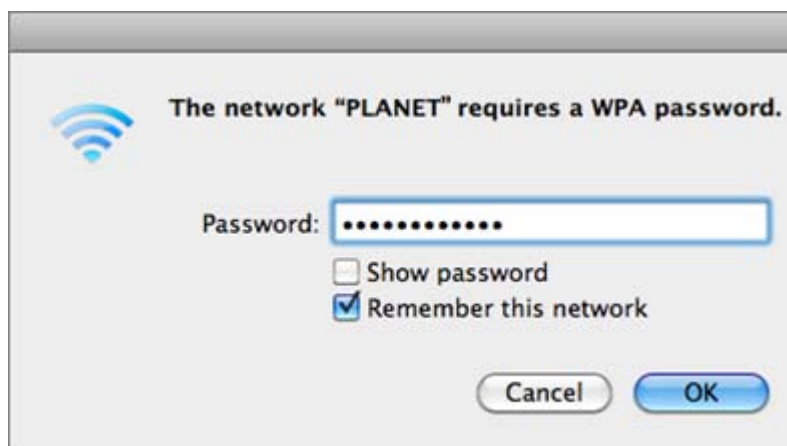 The network “PLANET” requires a WPA password.
Password: ••••••••••••
Show password
Remember this network
Cancel OK